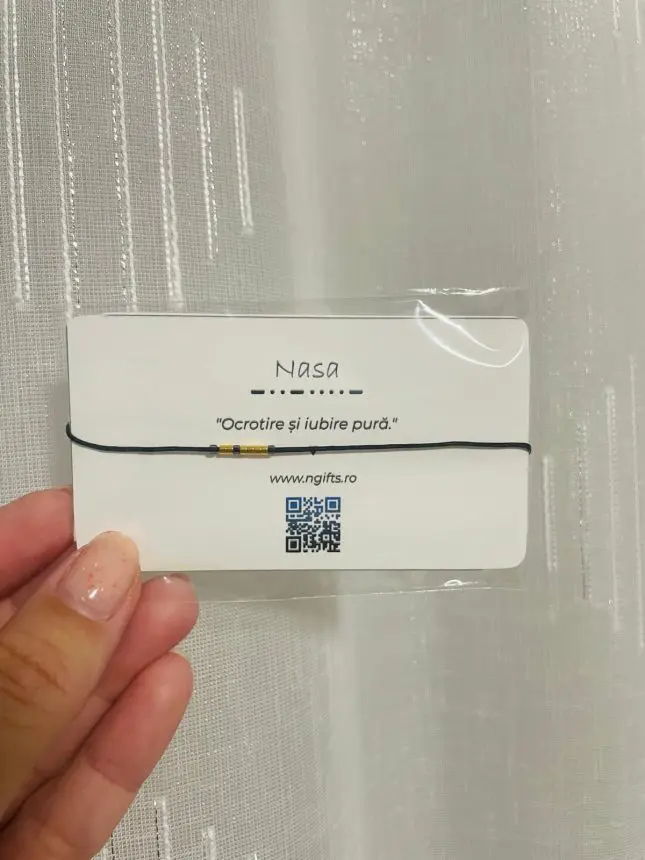 Nasa
"Ocrotire și iubire pură."
www.ngifts.ro